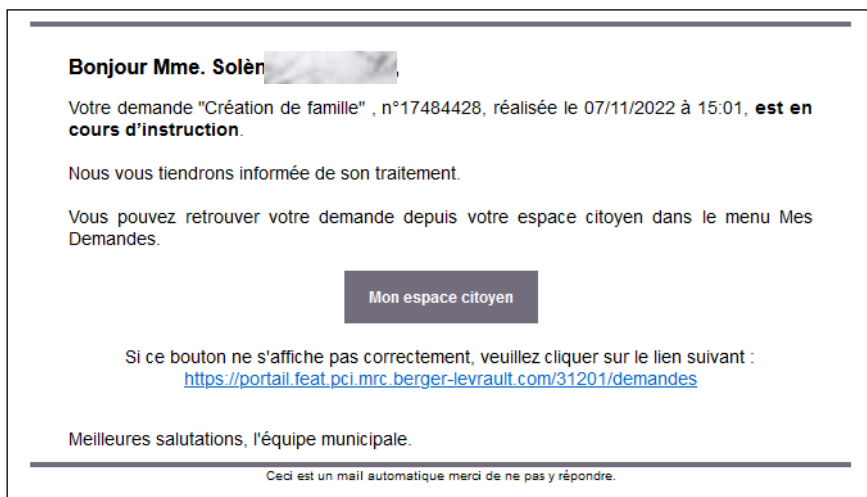 Bonjour Mme. Solèn
Votre demande "Création de famille" , n°17484428, réalisée le 07/11/2022 à 15:01, est en
cours d'instruction.
Nous vous tiendrons informée de son traitement.
Vous pouvez retrouver votre demande depuis votre espace citoyen dans le menu Mes
Demandes.
Mon espace citoyen
Si ce bouton ne s'affiche pas correctement, veuillez cliquer sur le lien suivant :
https://portail.feat.pci.mrc.berger-levrault.com/31201/demandes
Meilleures salutations, l'équipe municipale.
Ceci est un mail automatique merci de ne pas y répondre.